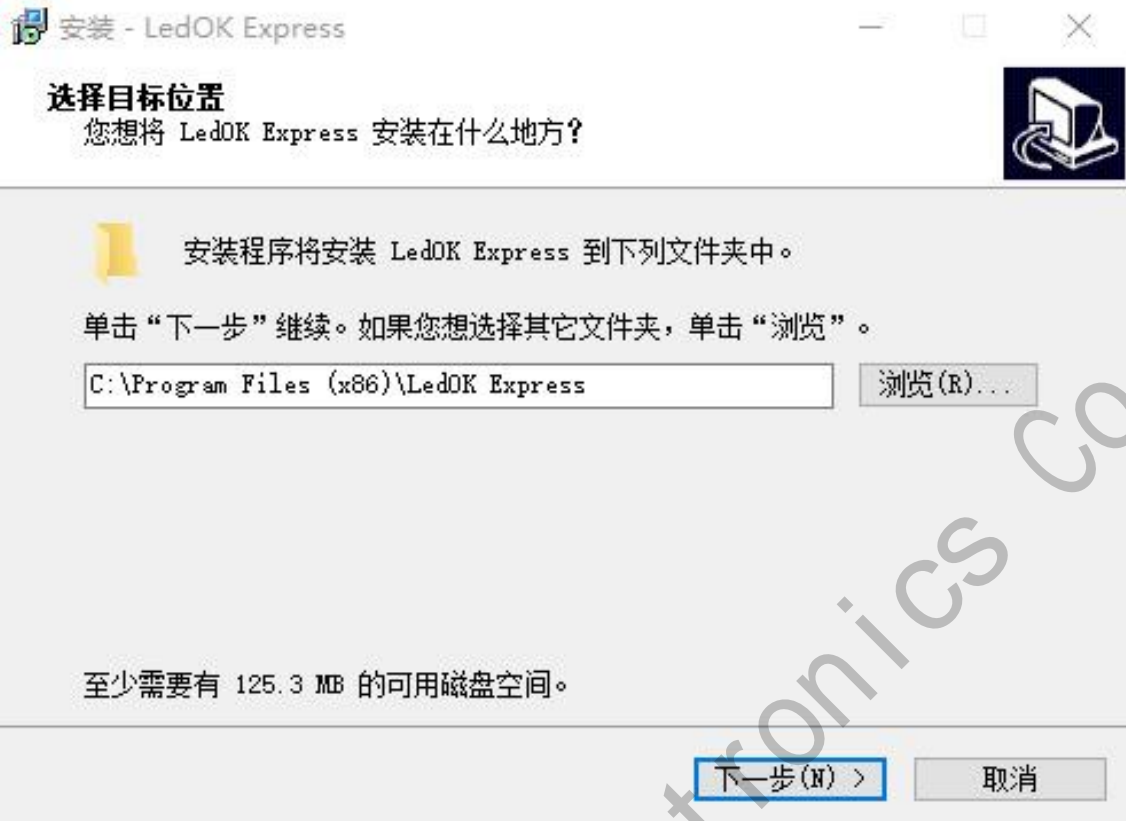 安装 - LedOK Express
选择目标位置
您想将 LedOK Express 安装在什么地方?
安装程序将安装 LedOK Express 到下列文件夹中。
单击“下一步”继续。如果您想选择其它文件夹,单击“浏览”。
C:\Program Files (x86)\LedOK Express
浏览(R)...
至少需要有 125.3 MB 的可用磁盘空间。
下一步(N) >
取消
tronics Co